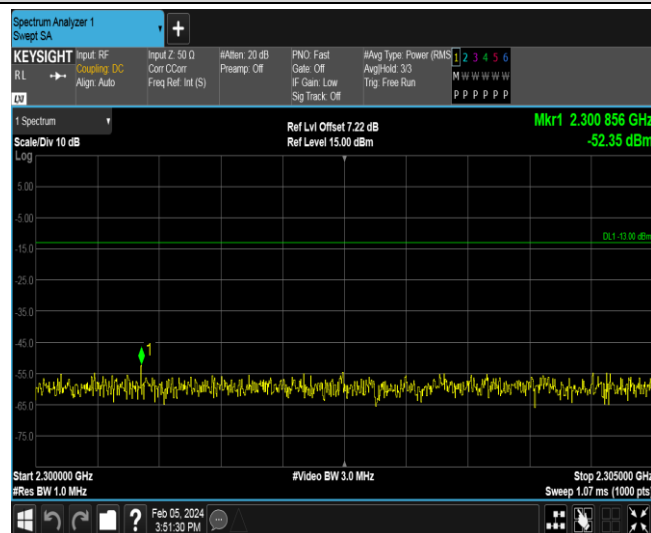 Spectrum Analyzer 1
Swept SA
KEYSIGHT Input: RF Input Z: 50 Ω #Atten: 20 dB PNO: Fast #Avg Type: Power (RMS 1 2 3 4 5 6
RL Coupling: DC Corr CCorr Preamp: Off Gate: Off Avg|Hold: 3/3 M W W W W W
Align: Auto Freq Ref: Int (S) IF Gain: Low Trig: Free Run
LXI Sig Track: Off P P P P P P
1 Spectrum Ref Lvl Offset 7.22 dB Mkr1 2.300 856 GHz
Scale/Div 10 dB Ref Level 15.00 dBm -52.35 dBm
Log
5.00
-5.00
DL1 -13.00 dBm
-15.0
-25.0
-35.0
-45.0
1
-55.0
-65.0
-75.0
Start 2.300000 GHz #Video BW 3.0 MHz Stop 2.305000 GHz
#Res BW 1.0 MHz Sweep 1.07 ms (1000 pts)
? Feb 05, 2024
3:51:30 PM